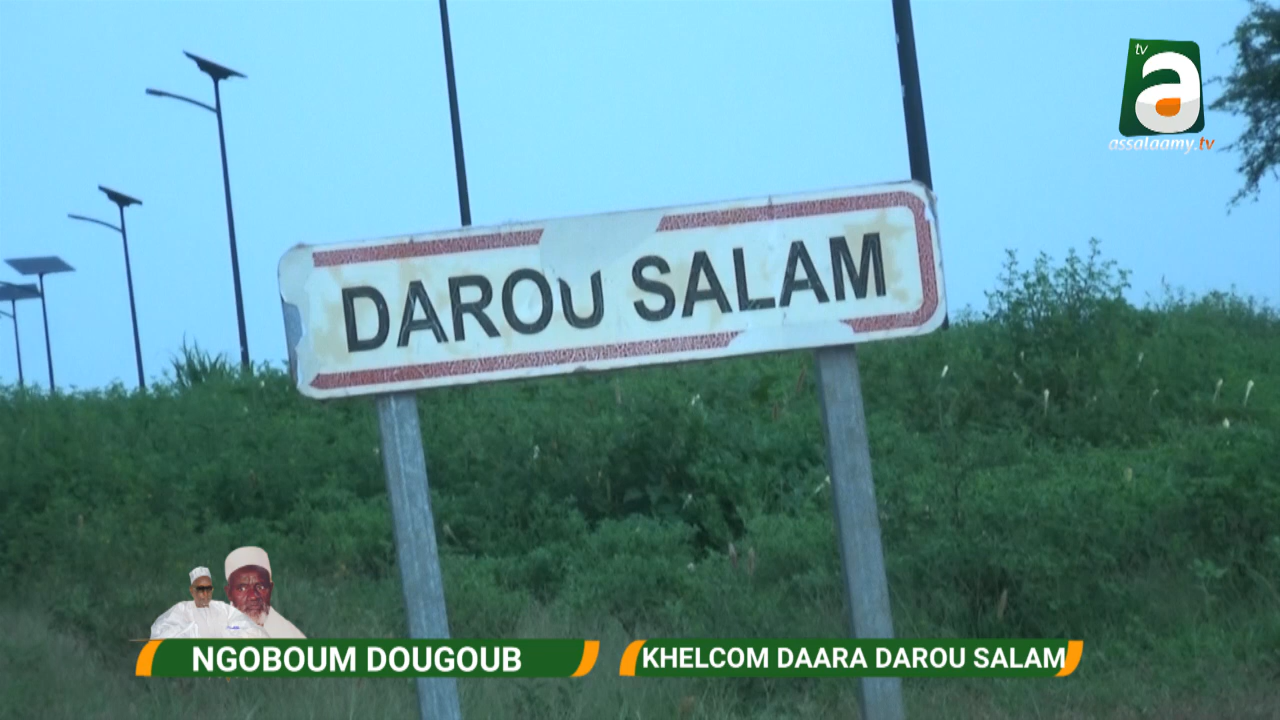 tv
a
assalaamy.tv
DAROU SALAM
NGOBOUM DOUGOUB
KHELCOM DAARA DAROU SALAM